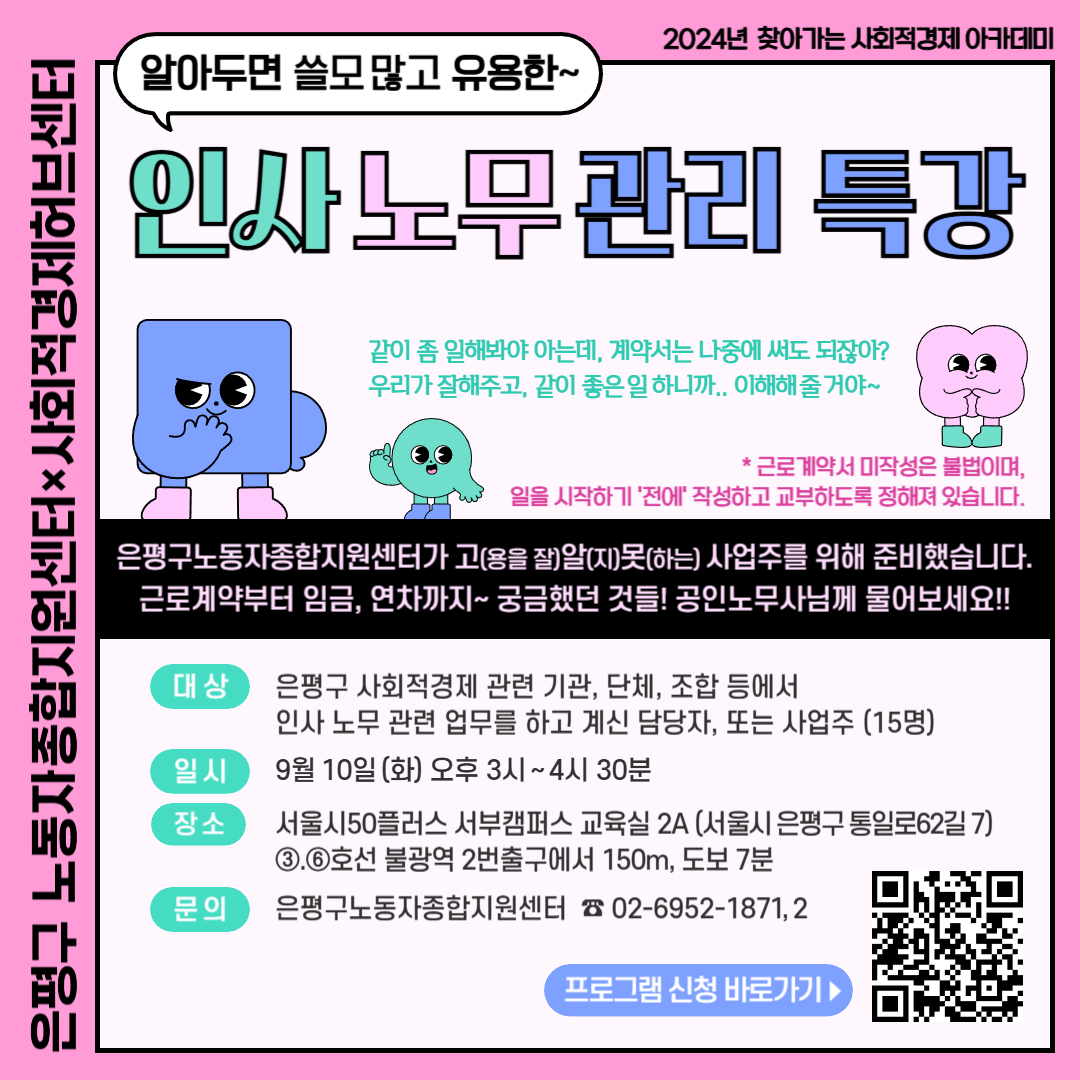 2024년 찾아가는 사회적경제 아카데미
알아두면 쓸모 많고 유용한~
인사 노무 관리 특강
은평구 노동자종합지원센터×사회적경제허브센터
같이 좀 일해봐야 아는데, 계약서는 나중에 써도 되잖아?
우리가 잘해주고, 같이 좋은 일 하니까.. 이해해 줄 거야~
* 근로계약서 미작성은 불법이며,
일을 시작하기 '전에' 작성하고 교부하도록 정해져 있습니다.
은평구노동자종합지원센터가 고(용을 잘)알(지)못(하는) 사업주를 위해 준비했습니다.
근로계약부터 임금, 연차까지~ 궁금했던 것들! 공인노무사님께 물어보세요!!
대상
은평구 사회적경제 관련 기관, 단체, 조합 등에서
인사 노무 관련 업무를 하고 계신 담당자, 또는 사업주 (15명)
일시
9월 10일 (화) 오후 3시 ~ 4시 30분
장소
서울시50플러스 서부캠퍼스 교육실 2A (서울시 은평구 통일로62길 7)
③.⑥호선 불광역 2번출구에서 150m, 도보 7분
문의
은평구노동자종합지원센터 ☎ 02-6952-1871, 2
프로그램 신청 바로가기▶